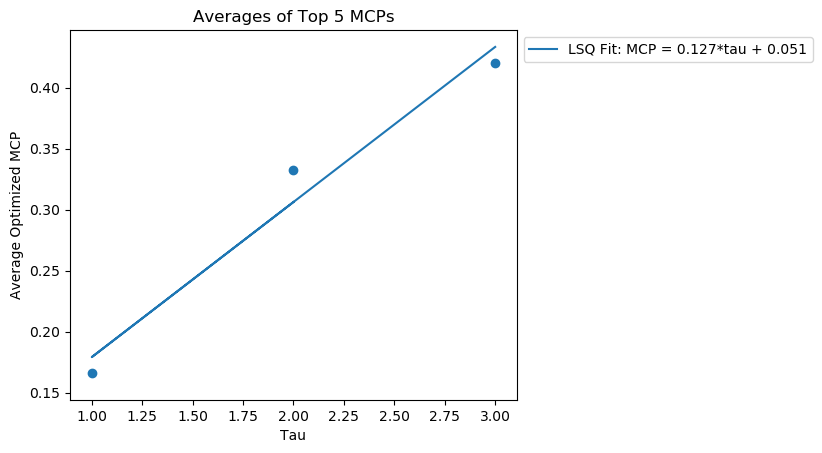 Averages of Top 5 MCPs
LSQ Fit: MCP = 0.127*tau + 0.051
Average Optimized MCP
0.40
0.35
0.30
0.25
0.20
0.15
1.00 1.25 1.50 1.75 2.00 2.25 2.50 2.75 3.00
Tau